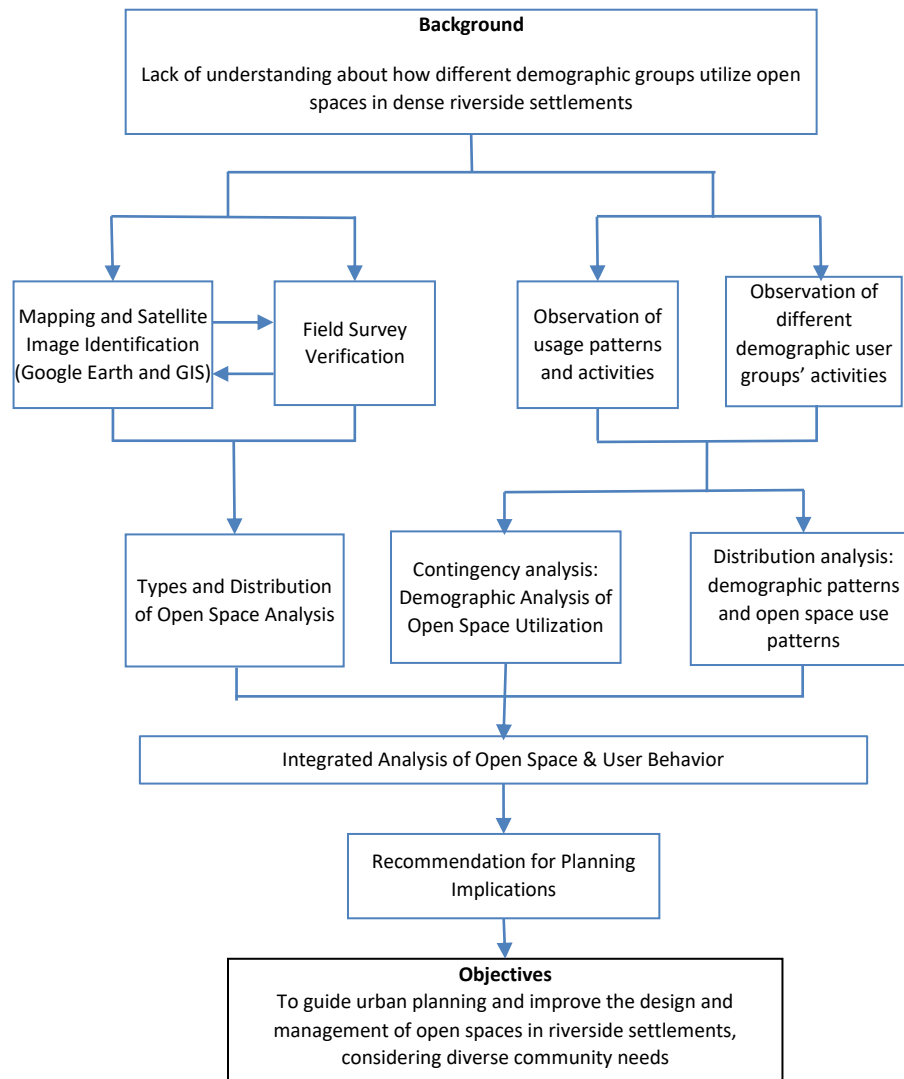 Background
Lack of understanding about how different demographic groups utilize open
spaces in dense riverside settlements
Mapping and Satellite
Image Identification
(Google Earth and GIS)
Field Survey
Verification
Observation of
usage patterns
and activities
Observation of
different
demographic user
groups’ activities
Types and Distribution
of Open Space Analysis
Contingency analysis:
Demographic Analysis of
Open Space Utilization
Distribution analysis:
demographic patterns
and open space use
patterns
Integrated Analysis of Open Space & User Behavior
Recommendation for Planning
Implications
Objectives
To guide urban planning and improve the design and
management of open spaces in riverside settlements,
considering diverse community needs